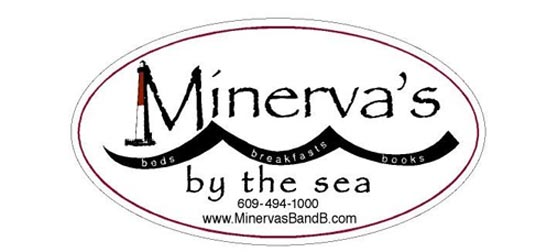 Minerva's
beds breakfasts books
by the sea
609-494-1000
www.MinervasBandB.com